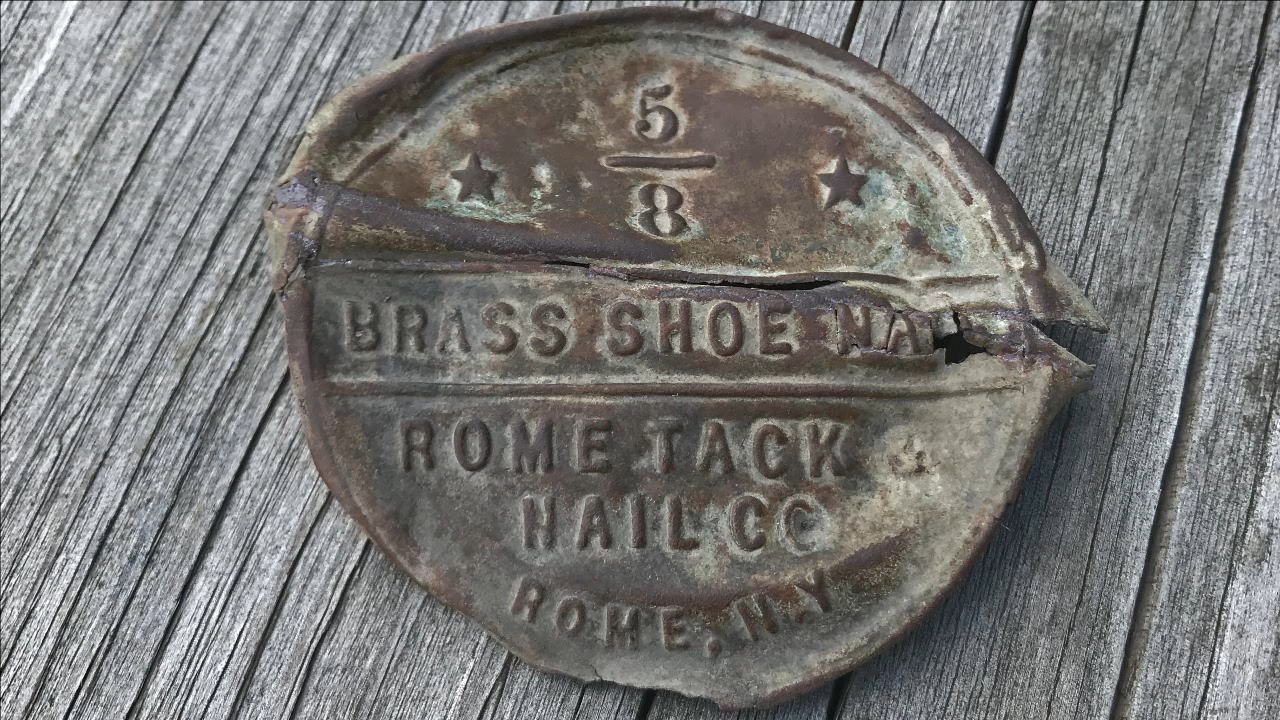 5
8
BRASS SHOE NA
ROME TACK &
NAIL CO
ROME, N.Y